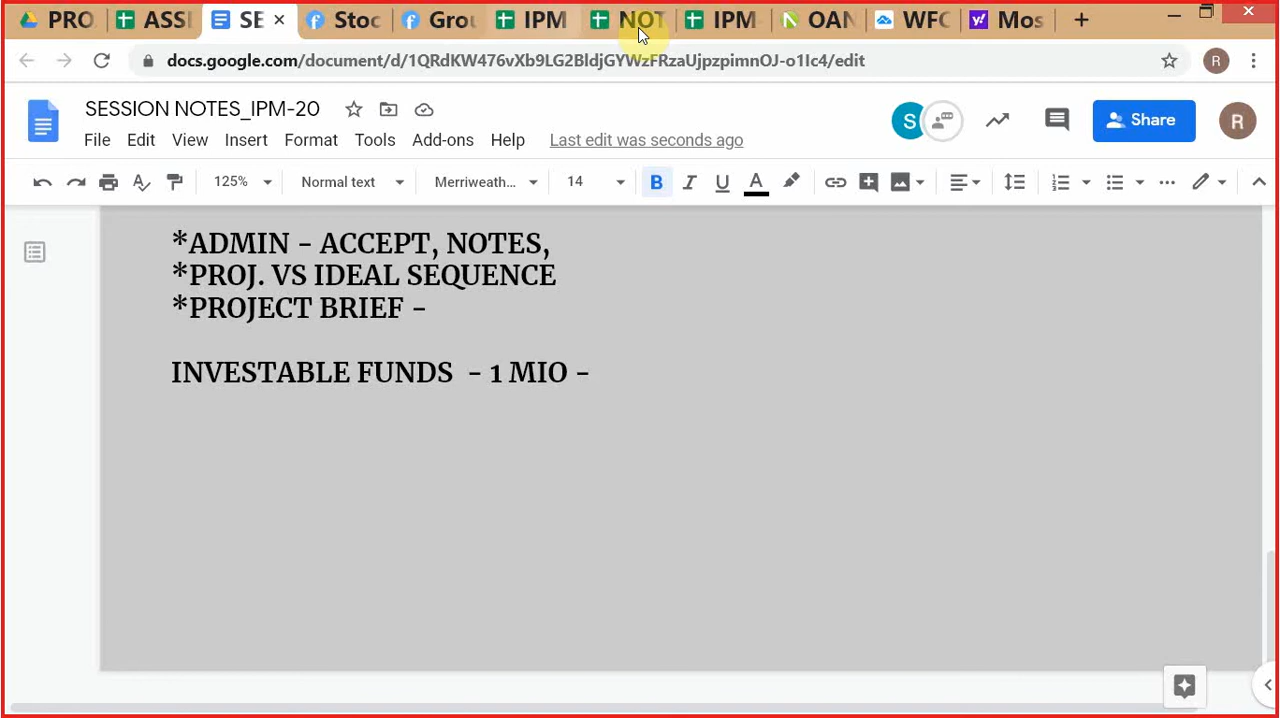 PRO ASSI SE × Stoc Grou IPM NOT IPM OAN WFC Mos +
docs.google.com/document/d/1QRdKW476vXb9LG2BldjGYWzFRzaUjpzpimnOJ-o1Ic4/edit R
SESSION NOTES_IPM-20
File Edit View Insert Format Tools Add-ons Help Last edit was seconds ago S Share R
125% Normal text Merriweath... 14 B I U A
*ADMIN - ACCEPT, NOTES,
*PROJ. VS IDEAL SEQUENCE
*PROJECT BRIEF -
INVESTABLE FUNDS - 1 MIO -